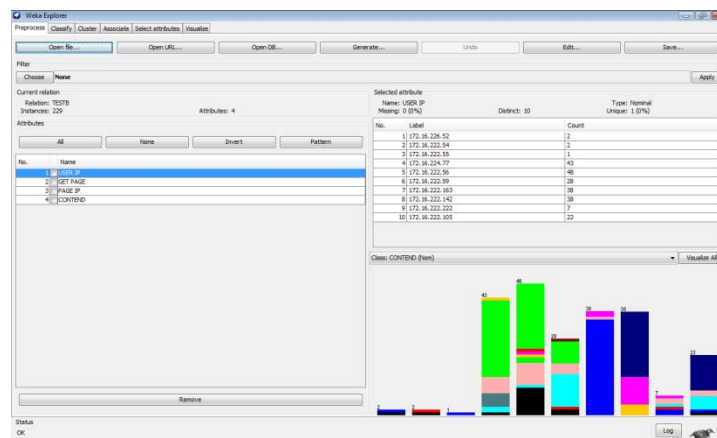 Weka Explorer
Preprocess Classify Cluster Associate Select attributes Visualize
Open file... Open URL... Open DB... Generate... Undo Edit... Save...
Filter
Choose None Apply
Current relation
Relation: TESTB
Instances: 229 Attributes: 4
Attributes
All None Invert Pattern
No. Name
1 USER IP
2 GET PAGE
3 PAGE IP
4 CONTEND
Remove
Selected attribute
Name: USER IP Type: Nominal
Missing: 0 (0%) Distinct: 10 Unique: 1 (0%)
No. Label Count
1 172.16.226.52 2
2 172.16.222.54 2
3 172.16.222.55 1
4 172.16.224.77 43
5 172.16.222.56 48
6 172.16.222.59 28
7 172.16.222.163 38
8 172.16.222.142 38
9 172.16.222.222 7
10 172.16.222.105 22
Class: CONTEND (Nom) Visualize All
2 2 1 43 48 28 38 38 7 22
Status
OK Log